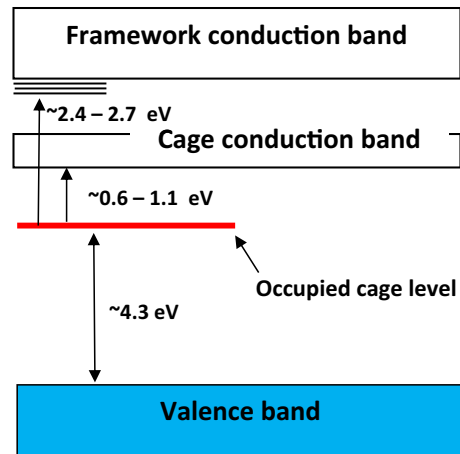 Framework conduction band
~2.4 – 2.7 eV
Cage conduction band
~0.6 – 1.1 eV
Occupied cage level
~4.3 eV
Valence band